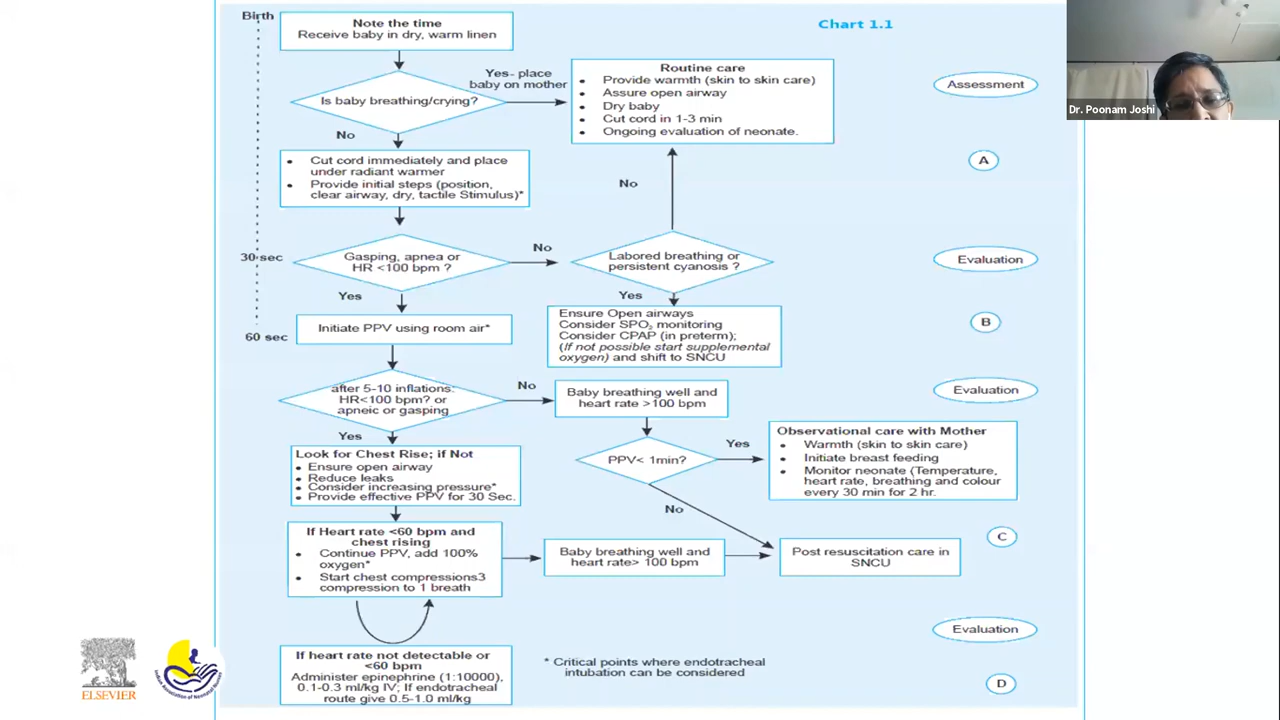 Birth
Note the time
Receive baby in dry, warm linen
Chart 1.1
Is baby breathing/crying?
Yes- place
baby on mother
Routine care
• Provide warmth (skin to skin care)
• Assure open airway
• Dry baby
• Cut cord in 1-3 min
• Ongoing evaluation of neonate.
Assessment
Dr. Poonam Joshi
No
• Cut cord immediately and place
under radiant warmer
• Provide initial steps (position,
clear airway, dry, tactile Stimulus)*
No
A
30 sec
Gasping, apnea or
HR <100 bpm ?
No
Labored breathing or
persistent cyanosis ?
Evaluation
Yes
Yes
Initiate PPV using room air*
Ensure Open airways
Consider SPO2 monitoring
Consider CPAP (in preterm);
(If not possible start supplemental
oxygen) and shift to SNCU
B
60 sec
after 5-10 inflations:
HR<100 bpm? or
apneic or gasping
No
Baby breathing well and
heart rate >100 bpm
Evaluation
Yes
Look for Chest Rise; if Not
• Ensure open airway
• Reduce leaks
• Consider increasing pressure*
• Provide effective PPV for 30 Sec.
PPV< 1min?
Yes
Observational care with Mother
• Warmth (skin to skin care)
• Initiate breast feeding
• Monitor neonate (Temperature,
heart rate, breathing and colour
every 30 min for 2 hr.
No
If Heart rate <60 bpm and
chest rising
• Continue PPV, add 100%
oxygen*
• Start chest compressions3
compression to 1 breath
Baby breathing well and
heart rate> 100 bpm
Post resuscitation care in
SNCU
C
Evaluation
If heart rate not detectable or
<60 bpm
Administer epinephrine (1:10000),
0.1-0.3 ml/kg IV; If endotracheal
route give 0.5-1.0 ml/kg
* Critical points where endotracheal
intubation can be considered
D
ELSEVIER
Indian Association of Neonatal Nurses